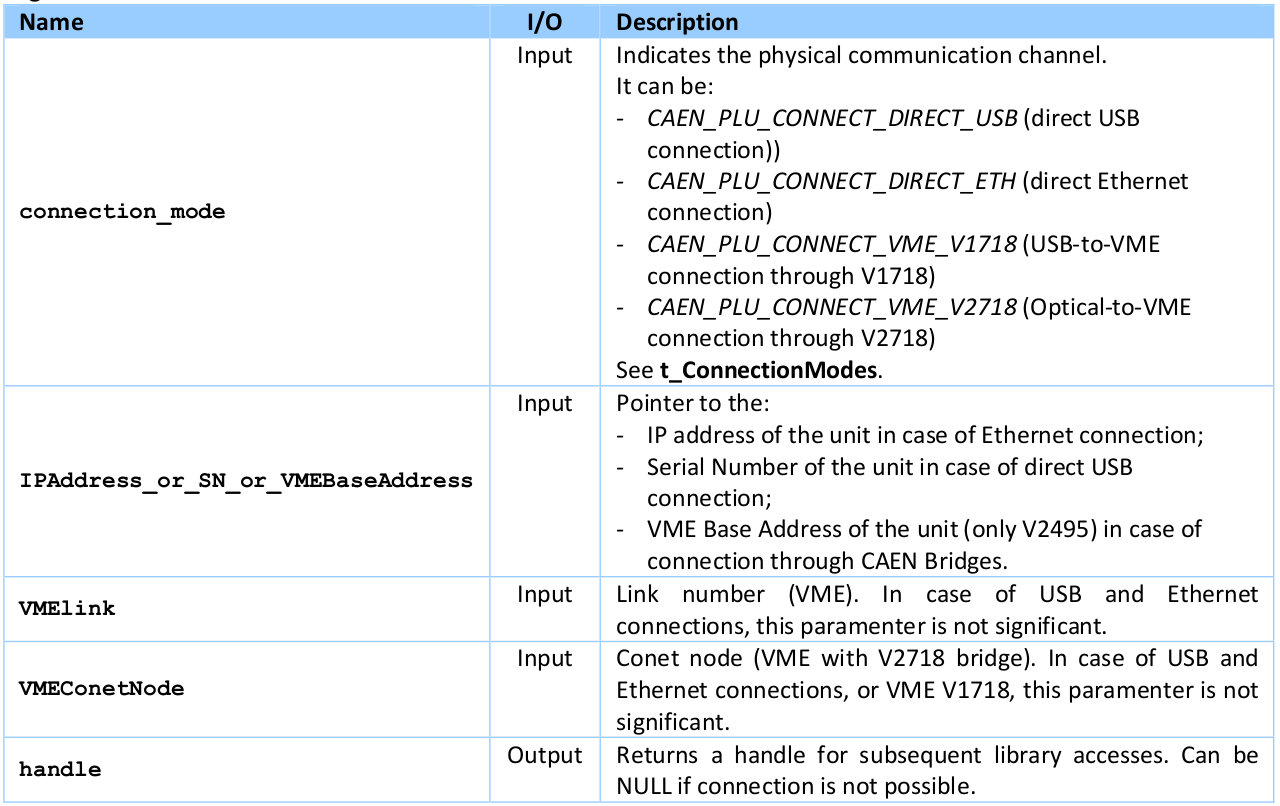 Name I/O Description
connection_mode Input Indicates the physical communication channel.
It can be:
- CAEN_PLU_CONNECT_DIRECT_USB (direct USB
connection))
- CAEN_PLU_CONNECT_DIRECT_ETH (direct Ethernet
connection)
- CAEN_PLU_CONNECT_VME_V1718 (USB-to-VME
connection through V1718)
- CAEN_PLU_CONNECT_VME_V2718 (Optical-to-VME
connection through V2718)
See t_ConnectionModes.
IPAddress_or_SN_or_VMEBaseAddress Input Pointer to the:
- IP address of the unit in case of Ethernet connection;
- Serial Number of the unit in case of direct USB
connection;
- VME Base Address of the unit (only V2495) in case of
connection through CAEN Bridges.
VMElink Input Link number (VME). In case of USB and Ethernet
connections, this paramenter is not significant.
VMEConetNode Input Conet node (VME with V2718 bridge). In case of USB and
Ethernet connections, or VME V1718, this paramenter is not
significant.
handle Output Returns a handle for subsequent library accesses. Can be
NULL if connection is not possible.